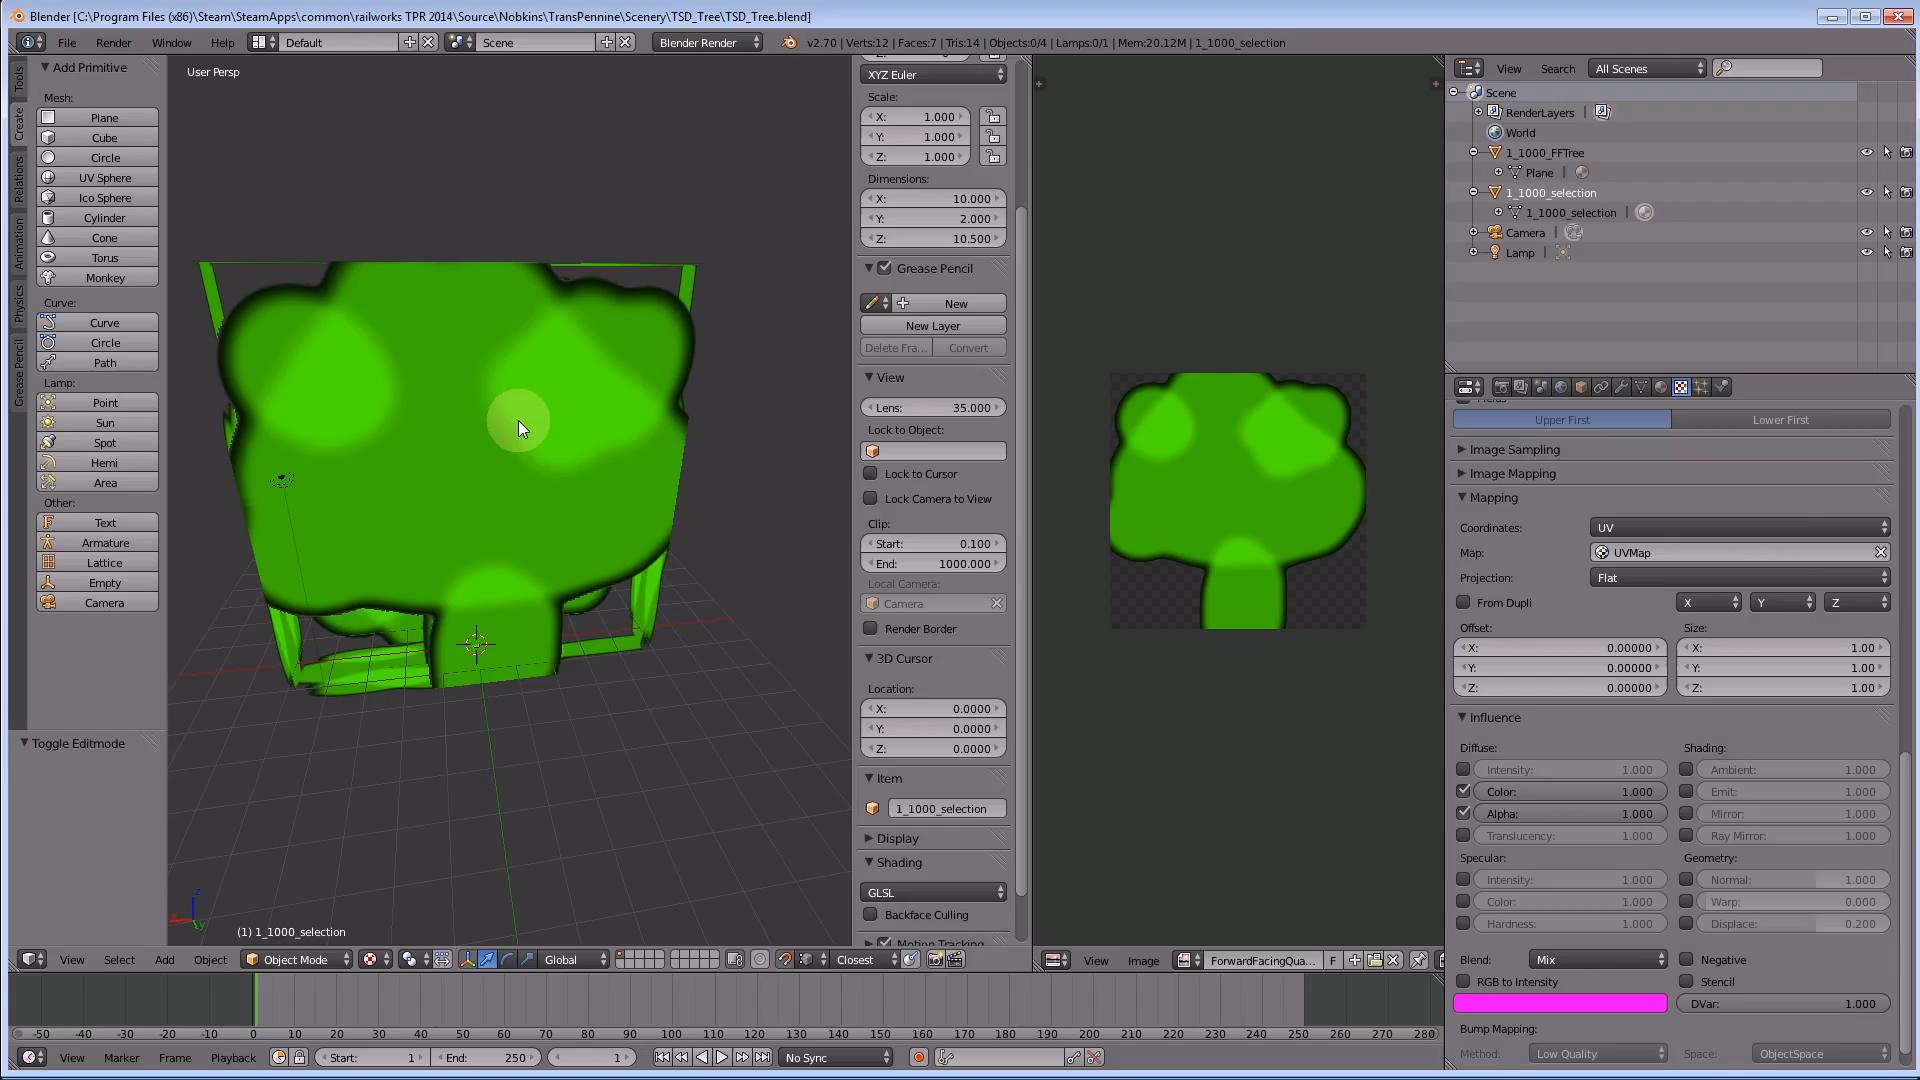 Blender [C:\Program Files (x86)\Steam\SteamApps\common\railworks TPR 2014\Source\Nobkins\TransPennine\Scenery\TSD_Tree\TSD_Tree.blend]
File Render Window Help Default Scene Blender Render v2.70 | Verts:12 | Faces:7 | Tris:14 | Objects:0/4 | Lamps:0/1 | Mem:20.12M | 1_1000_selection
Tools
Create
Relations
Animation
Physics
Grease Pencil
Add Primitive
Mesh:
Plane
Cube
Circle
UV Sphere
Ico Sphere
Cylinder
Cone
Torus
Monkey
Curve:
Curve
Circle
Path
Lamp:
Point
Sun
Spot
Hemi
Area
Other:
Text
Armature
Lattice
Empty
Camera
Toggle Editmode
User Persp
z
x
y
(1) 1_1000_selection
XYZ Euler
Scale:
X: 1.000
Y: 1.000
Z: 1.000
Dimensions:
X: 10.000
Y: 2.000
Z: 10.500
Grease Pencil
New
New Layer
Delete Fra... Convert
View
Lens: 35.000
Lock to Object:
Lock to Cursor
Lock Camera to View
Clip:
Start: 0.100
End: 1000.000
Local Camera:
Camera
Render Border
3D Cursor
Location:
X: 0.0000
Y: 0.0000
Z: 0.0000
Item
1_1000_selection
Display
Shading
GLSL
Backface Culling
Motion Tracking
View Select Add Object Object Mode Global Closest
View Image ForwardFacingQua... F
-50 -40 -30 -20 -10 0 10 20 30 40 50 60 70 80 90 100 110 120 130 140 150 160 170 180 190 200 210 220 230 240 250 260 270 280
View Marker Frame Playback Start: 1 End: 250 1 No Sync
View Search All Scenes
Scene
RenderLayers |
World
1_1000_FFTree
Plane |
1_1000_selection
1_1000_selection |
Camera |
Lamp |
Fields
Upper First Lower First
Image Sampling
Image Mapping
Mapping
Coordinates: UV
Map: UVMap
Projection: Flat
From Dupli X Y Z
Offset: Size:
X: 0.00000 X: 1.00
Y: 0.00000 Y: 1.00
Z: 0.00000 Z: 1.00
Influence
Diffuse: Shading:
Intensity: 1.000 Ambient: 1.000
Color: 1.000 Emit: 1.000
Alpha: 1.000 Mirror: 1.000
Translucency: 1.000 Ray Mirror: 1.000
Specular: Geometry:
Intensity: 1.000 Normal: 1.000
Color: 1.000 Warp: 0.000
Hardness: 1.000 Displace: 0.200
Blend: Mix Negative
RGB to Intensity Stencil
DVar: 1.000
Bump Mapping:
Method: Low Quality Space: ObjectSpace